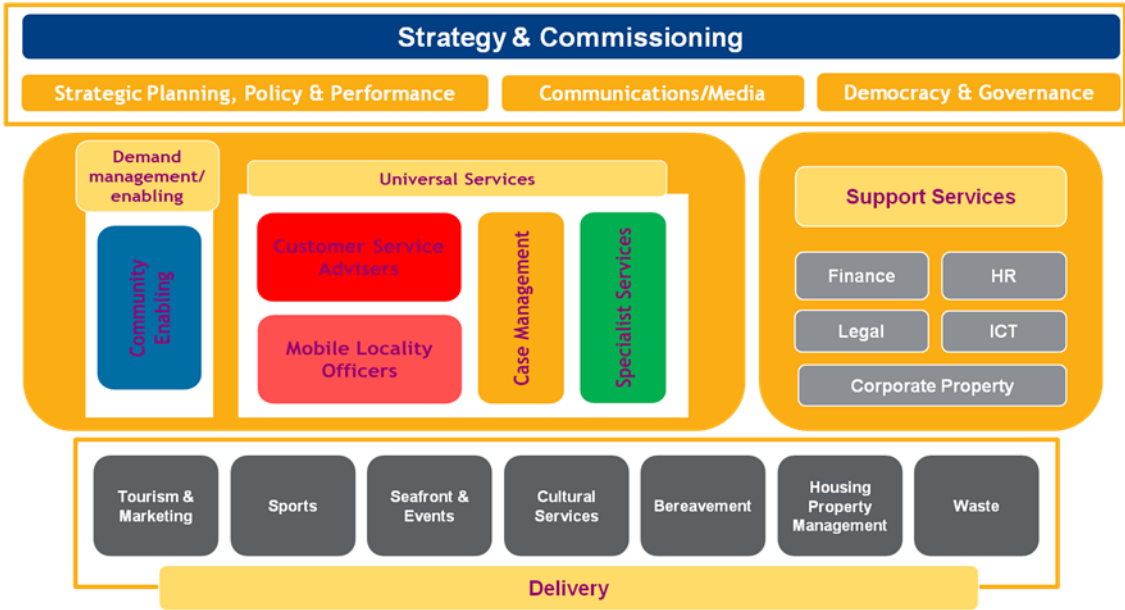 Strategy & Commissioning
Strategic Planning, Policy & Performance
Communications/Media
Democracy & Governance
Demand
management/
enabling
Universal Services
Support Services
Community
Enabling
Customer Service
Advisers
Mobile Locality
Officers
Case Management
Specialist Services
Finance
HR
Legal
ICT
Corporate Property
Tourism &
Marketing
Sports
Seafront &
Events
Cultural
Services
Bereavement
Housing
Property
Management
Waste
Delivery